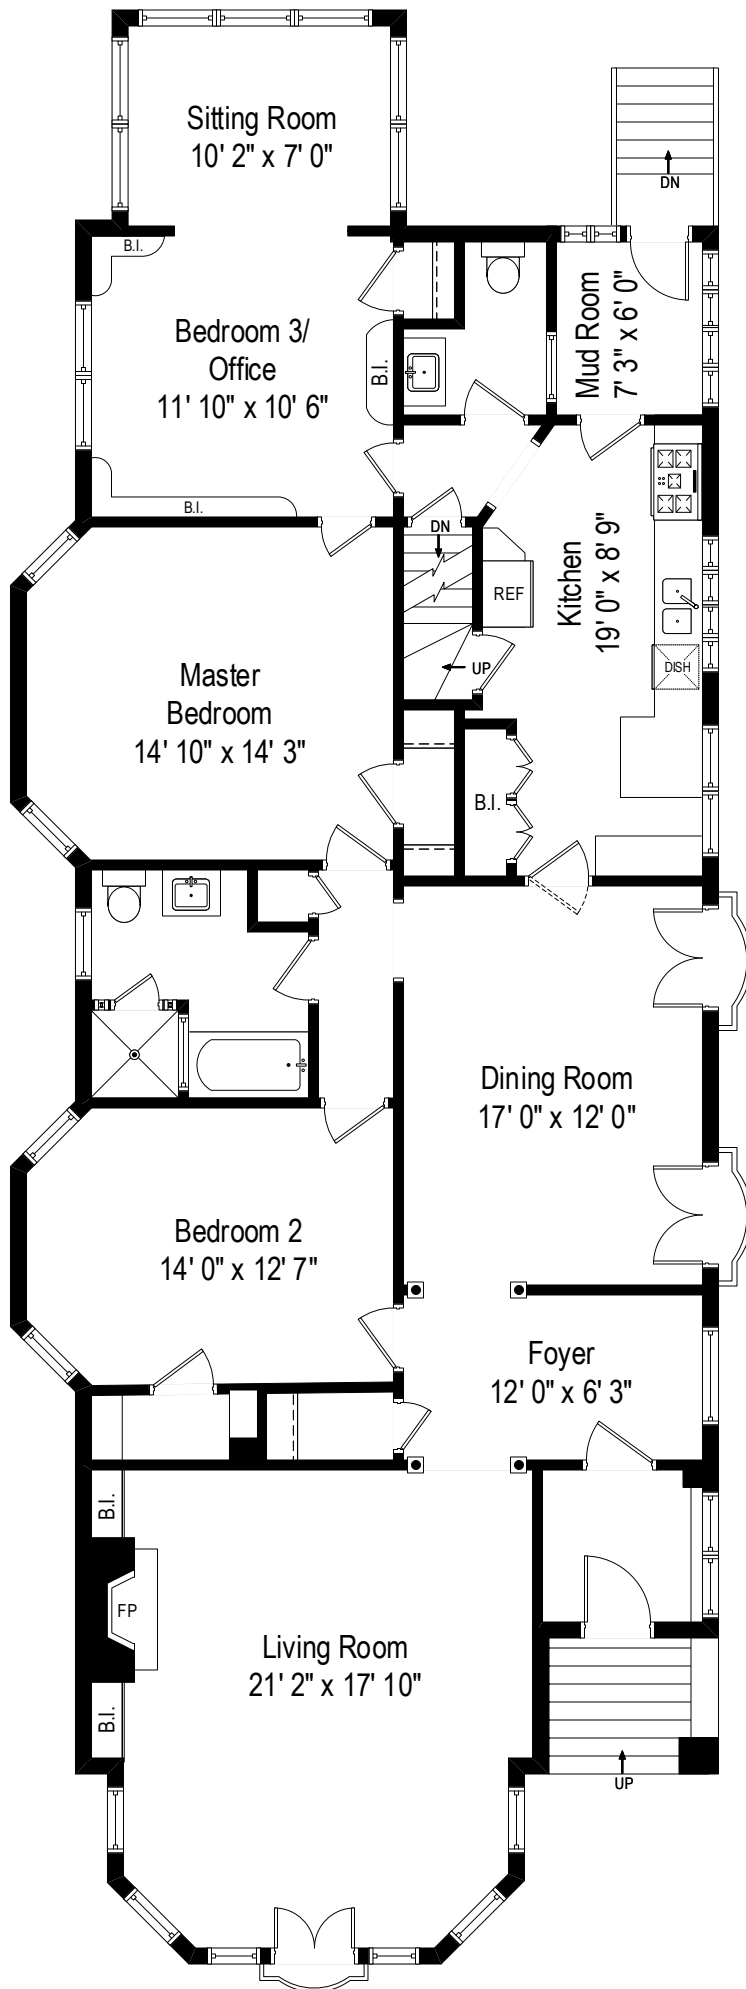 Sitting Room
10' 2" x 7' 0"
DN
B.I.
Bedroom 3/
Office
11' 10" x 10' 6"
B.I.
Mud Room
7' 3" x 6' 0"
B.I.
DN
REF
Kitchen
19' 0" x 8' 9"
UP
DISH
Master
Bedroom
14' 10" x 14' 3"
B.I.
Dining Room
17' 0" x 12' 0"
Bedroom 2
14' 0" x 12' 7"
Foyer
12' 0" x 6' 3"
B.I.
FP
Living Room
21' 2" x 17' 10"
B.I.
UP